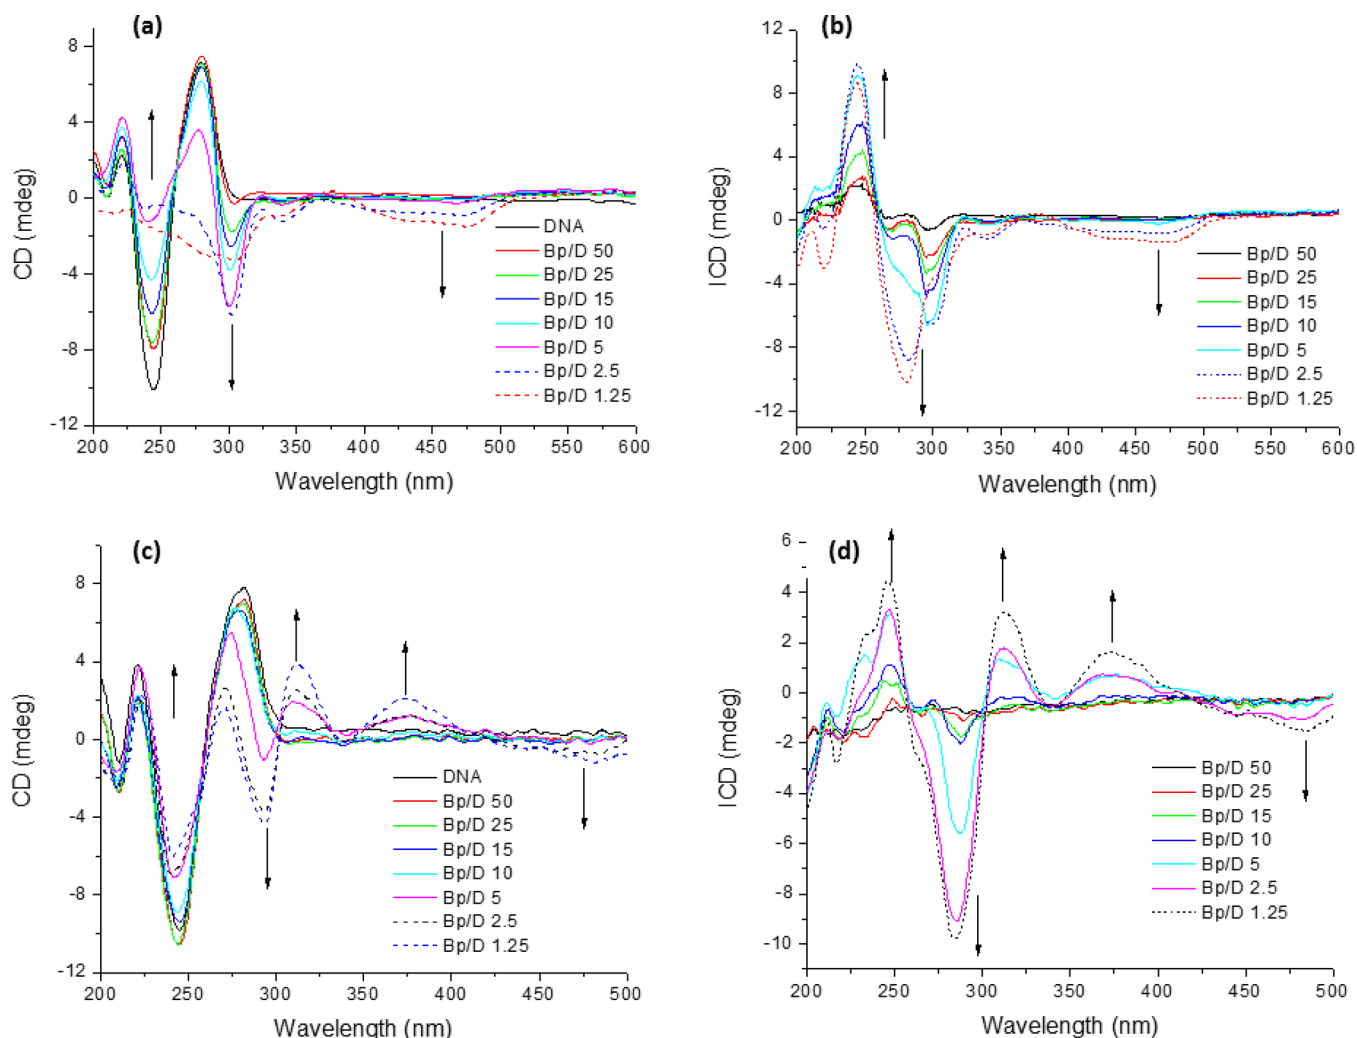 (a)
8
4
0
-4
-8
-12
CD (mdeg)
200 250 300 350 400 450 500 550 600
Wavelength (nm)
DNA
Bp/D 50
Bp/D 25
Bp/D 15
Bp/D 10
Bp/D 5
Bp/D 2.5
Bp/D 1.25
(b)
12
8
4
0
-4
-8
-12
ICD (mdeg)
200 250 300 350 400 450 500 550 600
Wavelength (nm)
Bp/D 50
Bp/D 25
Bp/D 15
Bp/D 10
Bp/D 5
Bp/D 2.5
Bp/D 1.25
(c)
8
4
0
-4
-8
-12
CD (mdeg)
200 250 300 350 400 450 500
Wavelength (nm)
DNA
Bp/D 50
Bp/D 25
Bp/D 15
Bp/D 10
Bp/D 5
Bp/D 2.5
Bp/D 1.25
(d)
6
4
2
0
-2
-4
-6
-8
-10
ICD (mdeg)
200 250 300 350 400 450 500
Wavelength (nm)
Bp/D 50
Bp/D 25
Bp/D 15
Bp/D 10
Bp/D 5
Bp/D 2.5
Bp/D 1.25